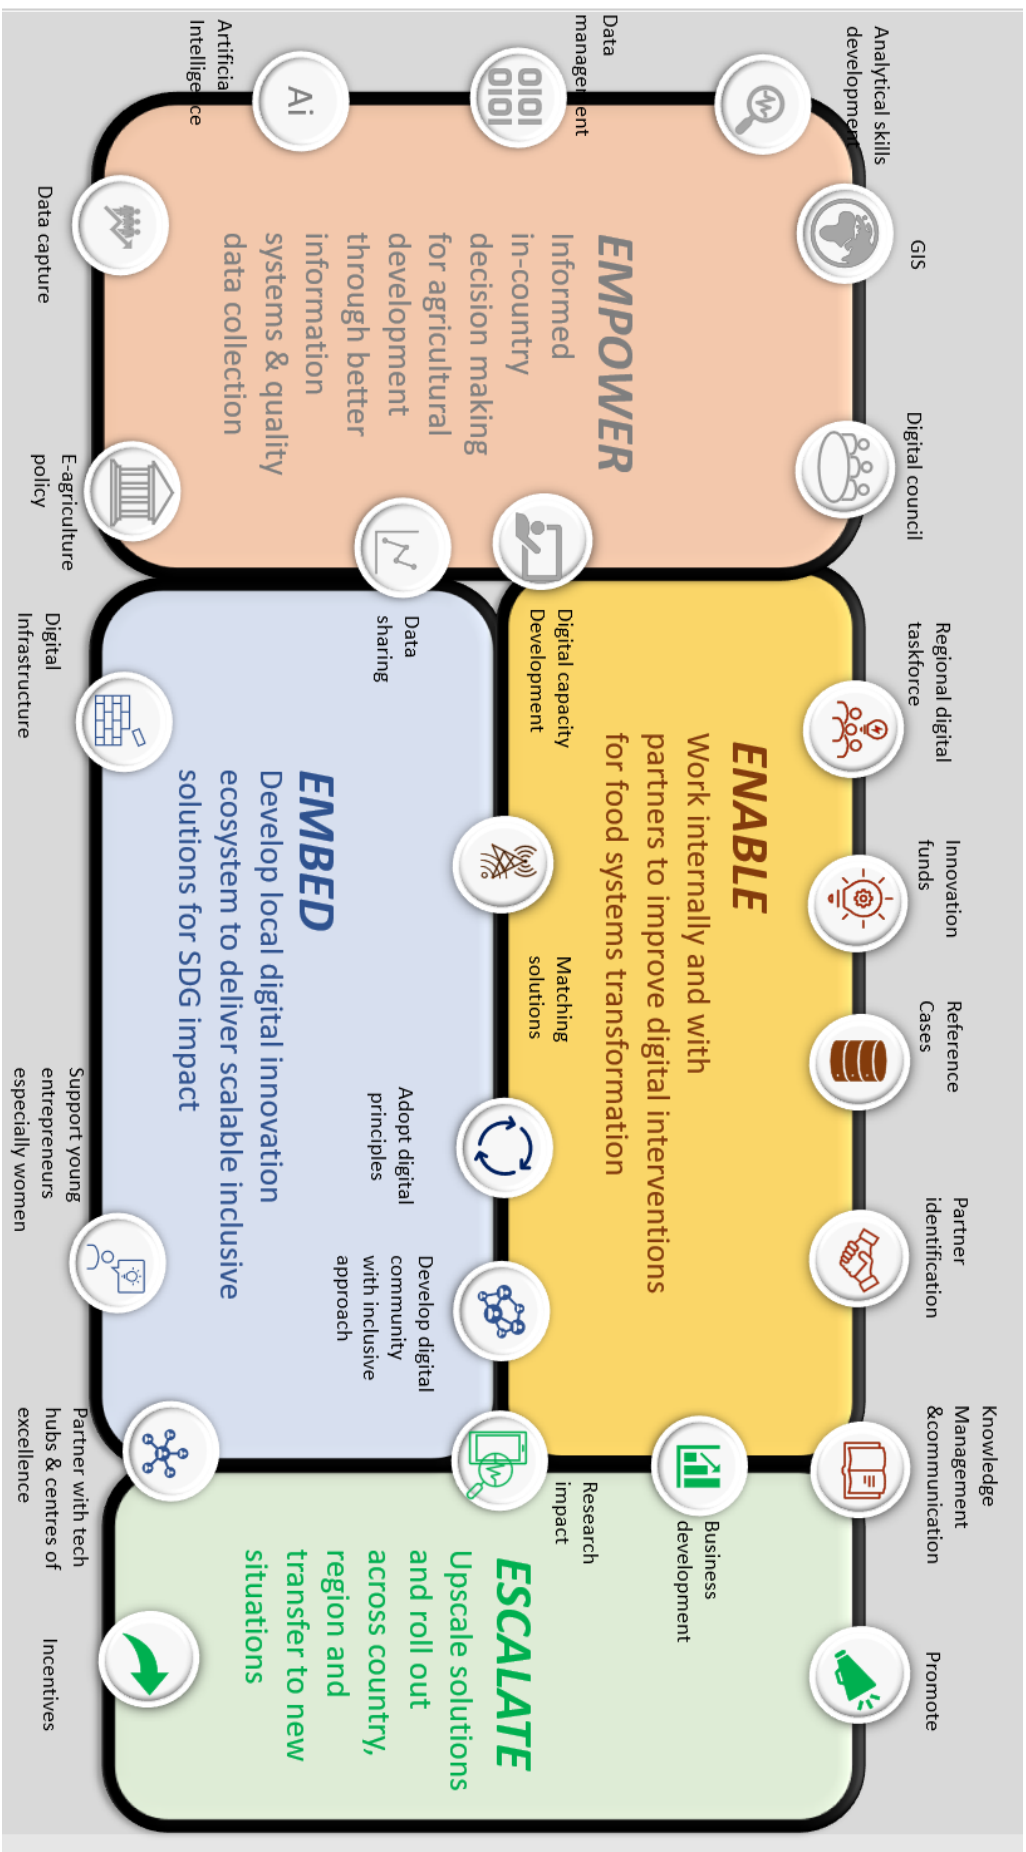 Analytical skills
development
GIS
Digital council
Regional digital
taskforce
Innovation
funds
Reference
Cases
Partner
identification
Knowledge
Management
&communication
Promote
Data
management
Artificial
Intelligence
Data capture
EMPOWER
Informed
in-country
decision making
for agricultural
development
through better
information
systems & quality
data collection
Ai
0101
0101
E-agriculture
policy
ENABLE
Work internally and with
partners to improve digital interventions
for food systems transformation
Digital capacity
Development
Matching
solutions
Business
development
Research
impact
Data
sharing
Adopt digital
principles
Develop digital
community
with inclusive
approach
EMBED
Develop local digital innovation
ecosystem to deliver scalable inclusive
solutions for SDG impact
ESCALATE
Upscale solutions
and roll out
across country,
region and
transfer to new
situations
Digital
Infrastructure
Support young
entrepreneurs
especially women
Partner with tech
hubs & centres of
excellence
Incentives